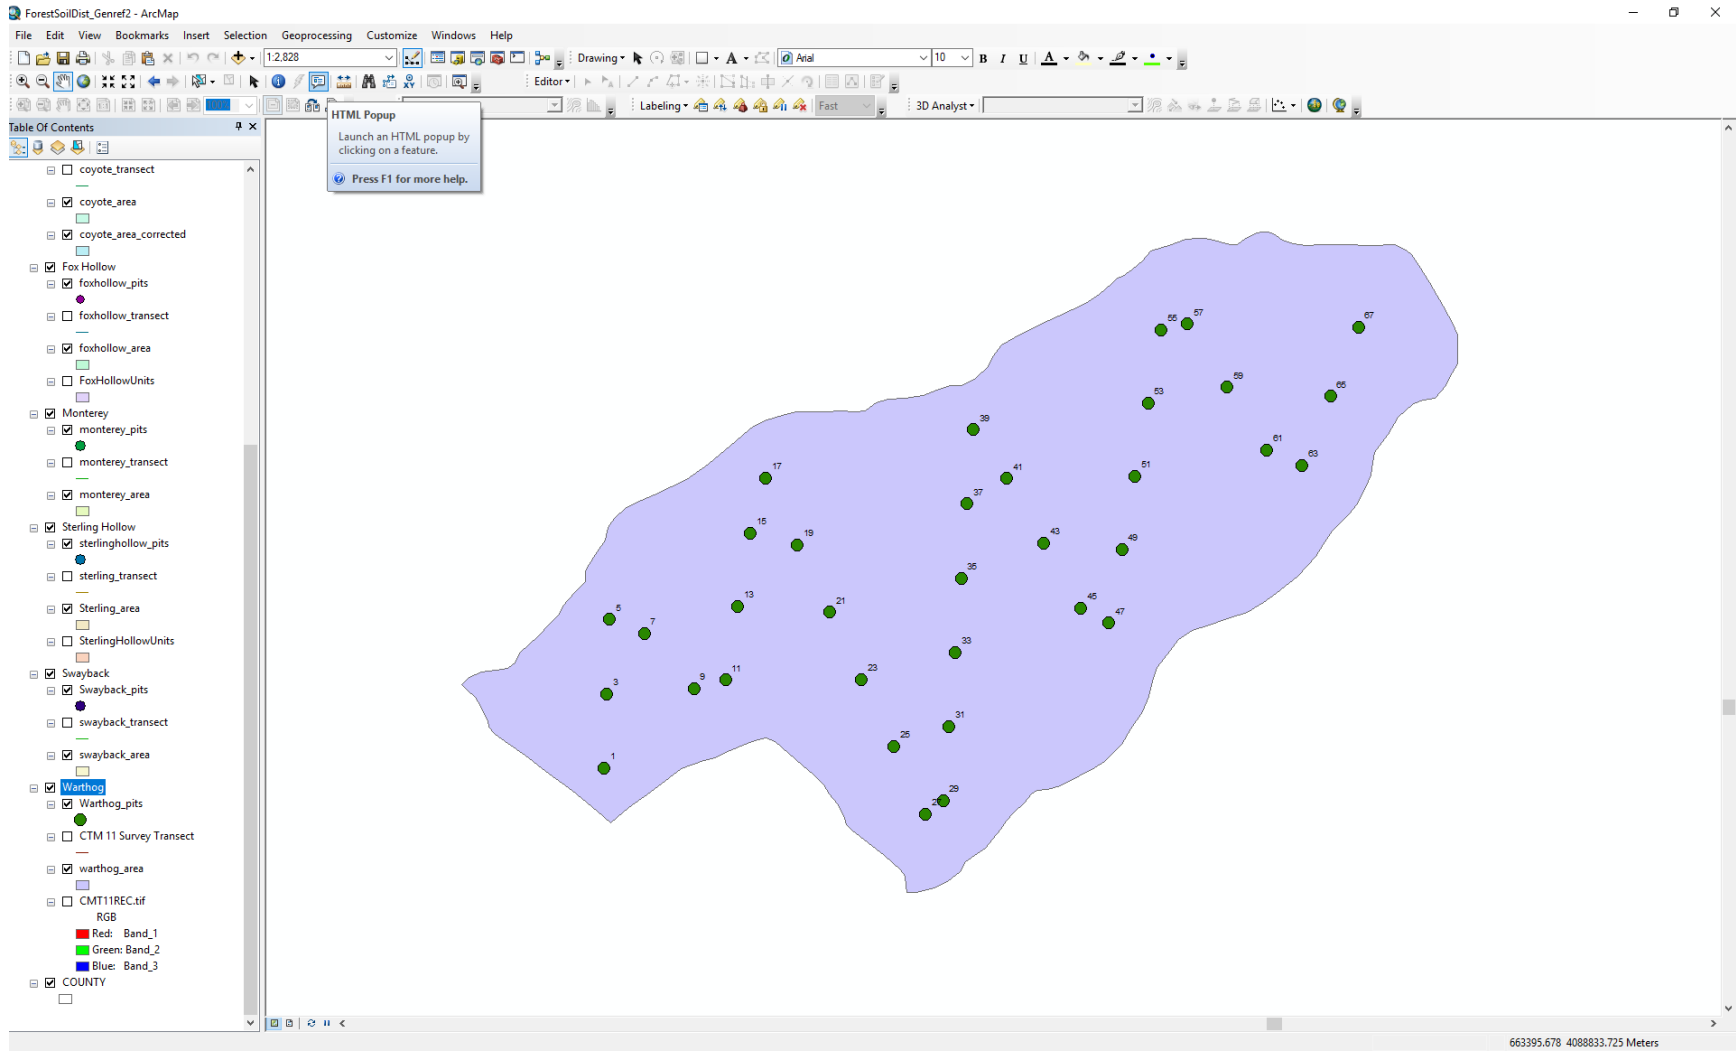 ForestSoilDist_Genref2 - ArcMap
File Edit View Bookmarks Insert Selection Geoprocessing Customize Windows Help
1:2,828 Drawing Arial 10 B I U A
Editor
100% Labeling Fast 3D Analyst
Table Of Contents
HTML Popup
Launch an HTML popup by
clicking on a feature.
Press F1 for more help.
coyote_transect
coyote_area
coyote_area_corrected
Fox Hollow
foxhollow_pits
foxhollow_transect
foxhollow_area
FoxHollowUnits
Monterey
monterey_pits
monterey_transect
monterey_area
Sterling Hollow
sterlinghollow_pits
sterling_transect
Sterling_area
SterlingHollowUnits
Swayback
Swayback_pits
swayback_transect
swayback_area
Warthog
Warthog_pits
CTM 11 Survey Transect
warthog_area
CMT11REC.tif
RGB
Red: Band_1
Green: Band_2
Blue: Band_3
COUNTY
55 57 67
59 65
53
39
61 63
17 41 51
37
15 19 43 49
35
13 21 45 47
5 7
33
11 23
3 9
31
25
1
29
27
663395.678 4088833.725 Meters